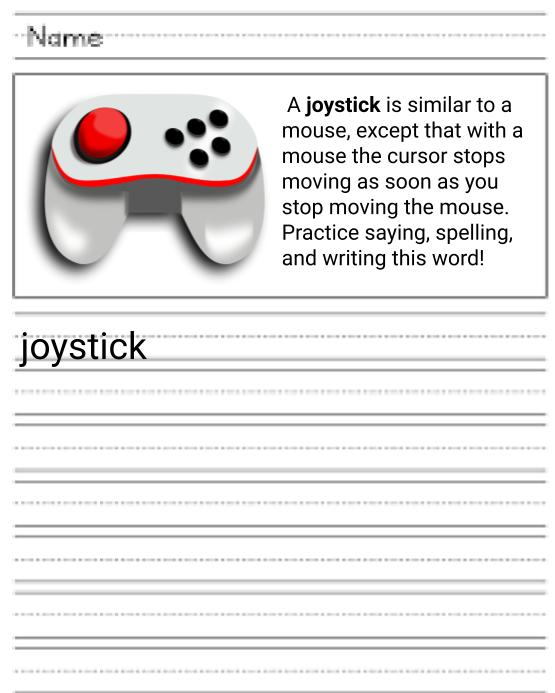 Name
A joystick is similar to a
mouse, except that with a
mouse the cursor stops
moving as soon as you
stop moving the mouse.
Practice saying, spelling,
and writing this word!
joystick